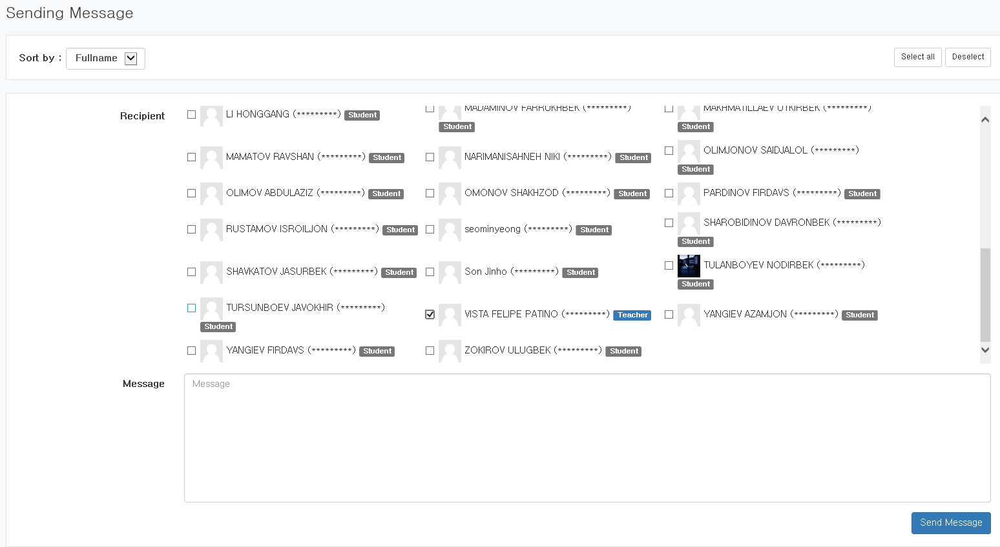 Sending Message
Sort by : Fullname Select all Deselect
Recipient LI HONGGANG (*********) Student MADAMINOV FARRUKHBEK (*********) MAKHMATILLAEV UTKIRBEK (*********)
Student Student
MAMATOV RAVSHAN (*********) Student NARIMANISAHNEH NIKI (*********) Student OLIMJONOV SAIDJALOL (*********)
Student
OLIMOV ABDULAZIZ (*********) Student OMONOV SHAKHZOD (*********) Student PARDINOV FIRDAVS (*********) Student
RUSTAMOV ISROILJON (*********) Student seominyeong (*********) Student SHAROBIDINOV DAVRONBEK (*********)
Student
SHAVKATOV JASURBEK (*********) Student Son Jinho (*********) Student TULANBOYEV NODIRBEK (*********)
Student
TURSUNBOEV JAVOKHIR (*********) VISTA FELIPE PATINO (*********) Teacher YANGIEV AZAMJON (*********) Student
Student
YANGIEV FIRDAVS (*********) Student ZOKIROV ULUGBEK (*********) Student
Message Message
Send Message